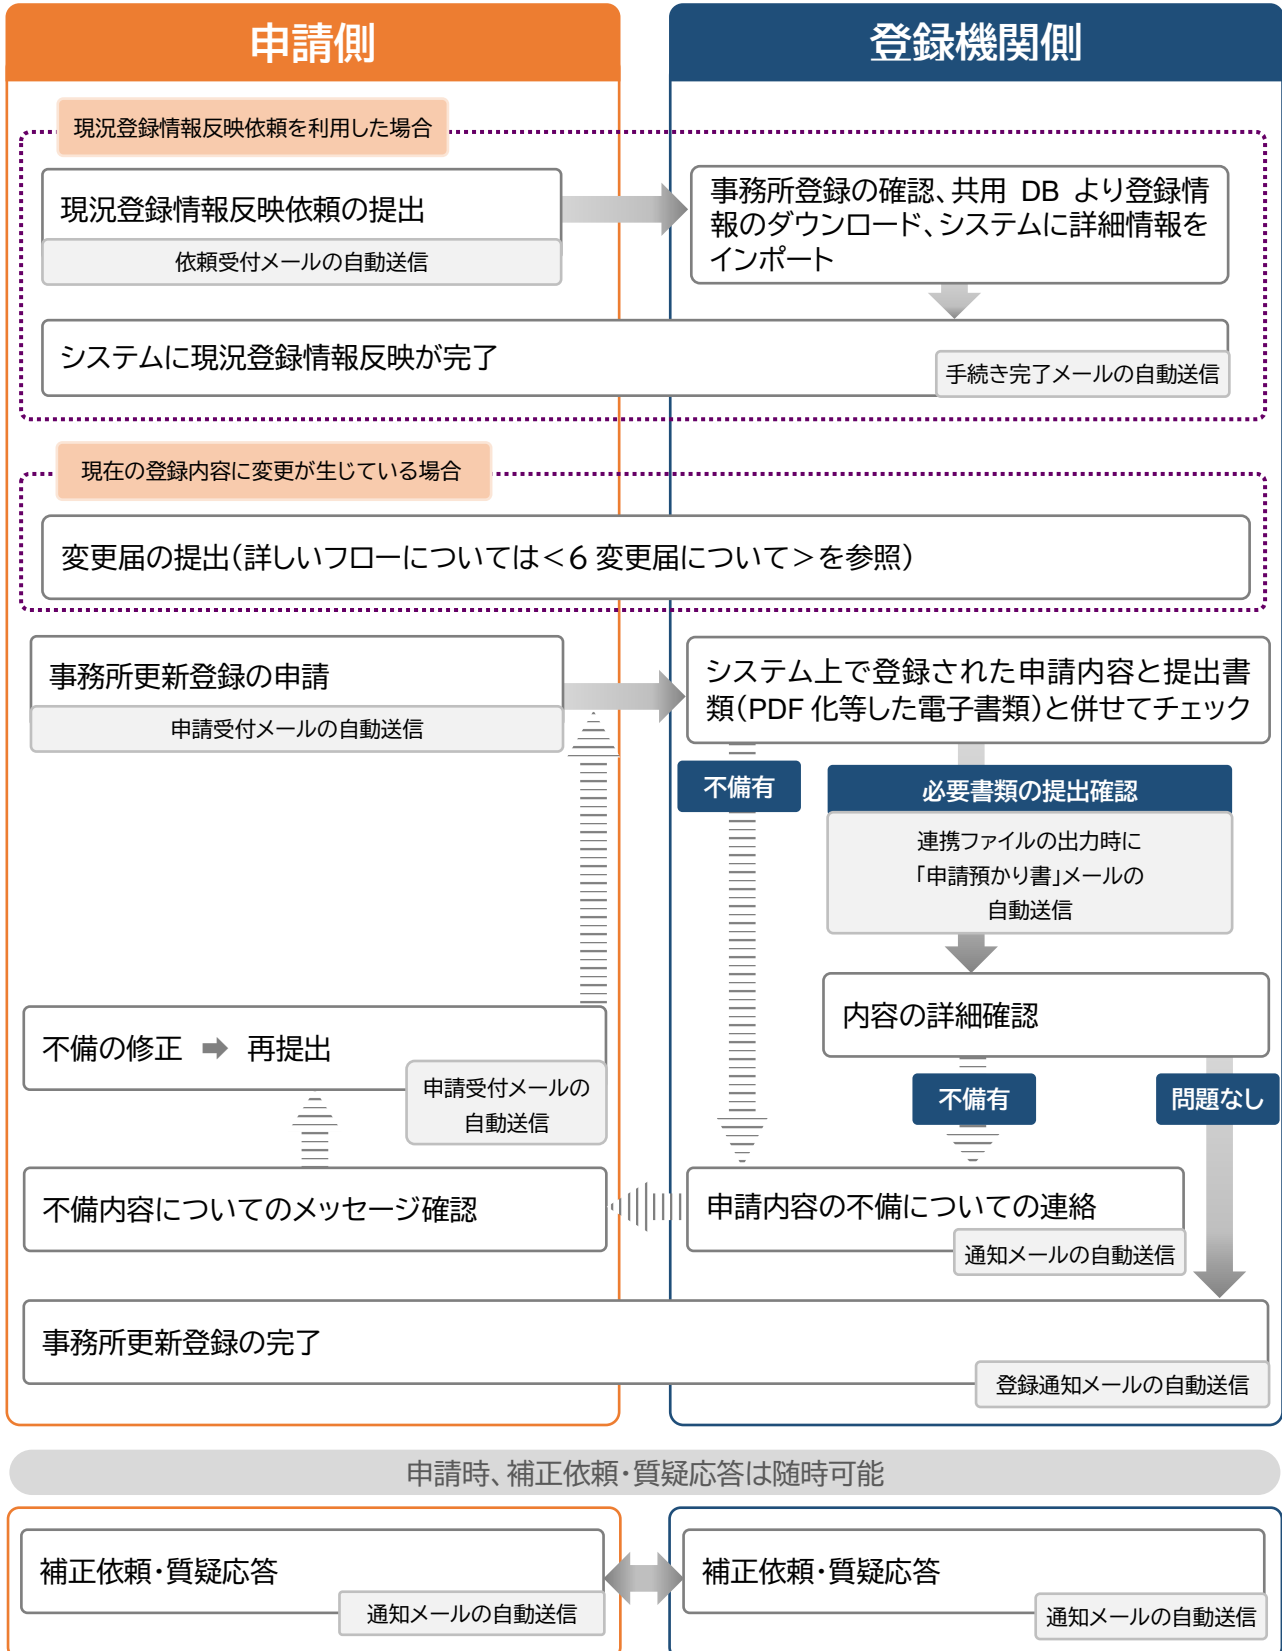 申請側
登録機関側
現況登録情報反映依頼を利用した場合
現況登録情報反映依頼の提出
依頼受付メールの自動送信
事務所登録の確認、共用 DB より登録情
報のダウンロード、システムに詳細情報を
インポート
システムに現況登録情報反映が完了
手続き完了メールの自動送信
現在の登録内容に変更が生じている場合
変更届の提出(詳しいフローについては<6 変更届について>を参照)
事務所更新登録の申請
申請受付メールの自動送信
システム上で登録された申請内容と提出書
類(PDF 化等した電子書類)と併せてチェック
不備有
必要書類の提出確認
連携ファイルの出力時に
「申請預かり書」メールの
自動送信
内容の詳細確認
不備の修正 ➡ 再提出
申請受付メールの
自動送信
不備有
問題なし
不備内容についてのメッセージ確認
申請内容の不備についての連絡
通知メールの自動送信
事務所更新登録の完了
登録通知メールの自動送信
申請時、補正依頼・質疑応答は随時可能
補正依頼・質疑応答
通知メールの自動送信
補正依頼・質疑応答
通知メールの自動送信